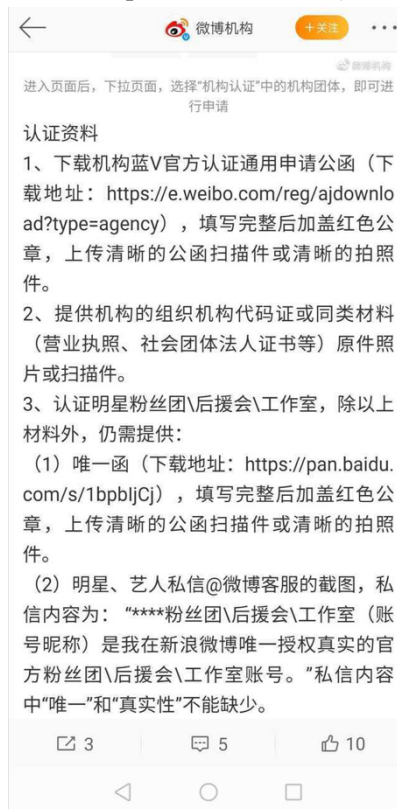 微博机构
+关注
微博机构
进入页面后，下拉页面，选择"机构认证"中的机构团体，即可进
行申请
认证资料
1、下载机构蓝V官方认证通用申请公函（下
载地址：https://e.weibo.com/reg/ajdownlo
ad?type=agency），填写完整后加盖红色公
章，上传清晰的公函扫描件或清晰的拍照
件。
2、提供机构的组织机构代码证或同类材料
（营业执照、社会团体法人证书等）原件照
片或扫描件。
3、认证明星粉丝团\后援会\工作室，除以上
材料外，仍需提供：
（1）唯一函（下载地址：https://pan.baidu.
com/s/1bpbIjCj），填写完整后加盖红色公
章，上传清晰的公函扫描件或清晰的拍照
件。
（2）明星、艺人私信@微博客服的截图，私
信内容为："****粉丝团\后援会\工作室（账
号昵称）是我在新浪微博唯一授权真实的官
方粉丝团\后援会\工作室账号。"私信内容
中"唯一"和"真实性"不能缺少。
3 5 10